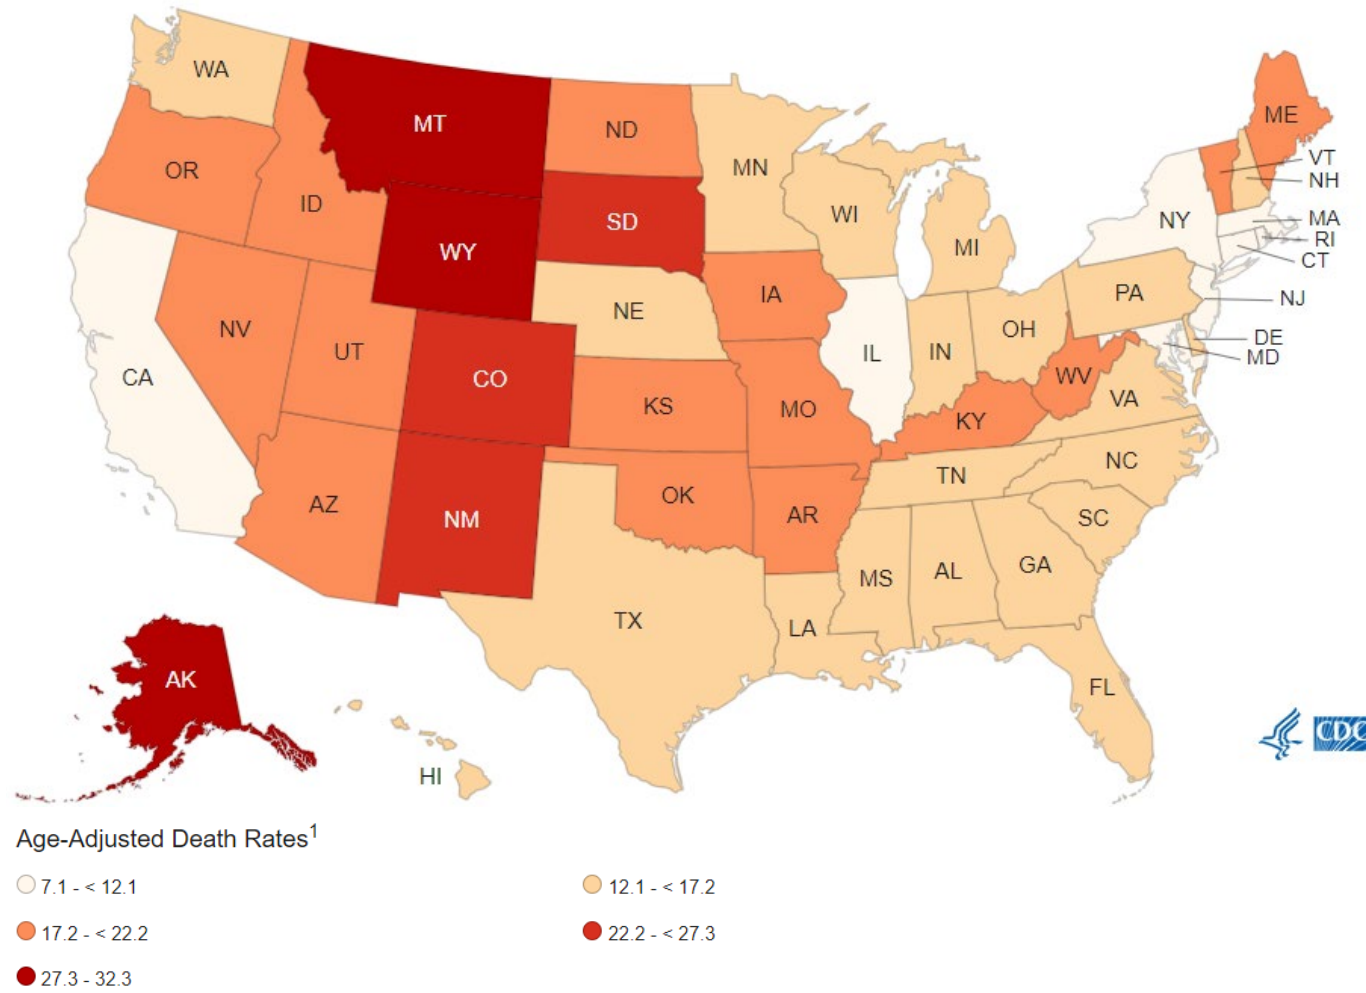 WA
MT
ND
ME
MN
VT
OR
NH
ID
SD
WI
NY
MA
RI
MI
WY
CT
IA
PA
NJ
NE
NV
OH
DE
UT
IL
IN
MD
CA
CO
WV
VA
KS
MO
KY
NC
TN
OK
AZ
NM
AR
SC
GA
MS
AL
TX
LA
AK
FL
CDC
HI
Age-Adjusted Death Rates1
7.1 - < 12.1
12.1 - < 17.2
17.2 - < 22.2
22.2 - < 27.3
27.3 - 32.3